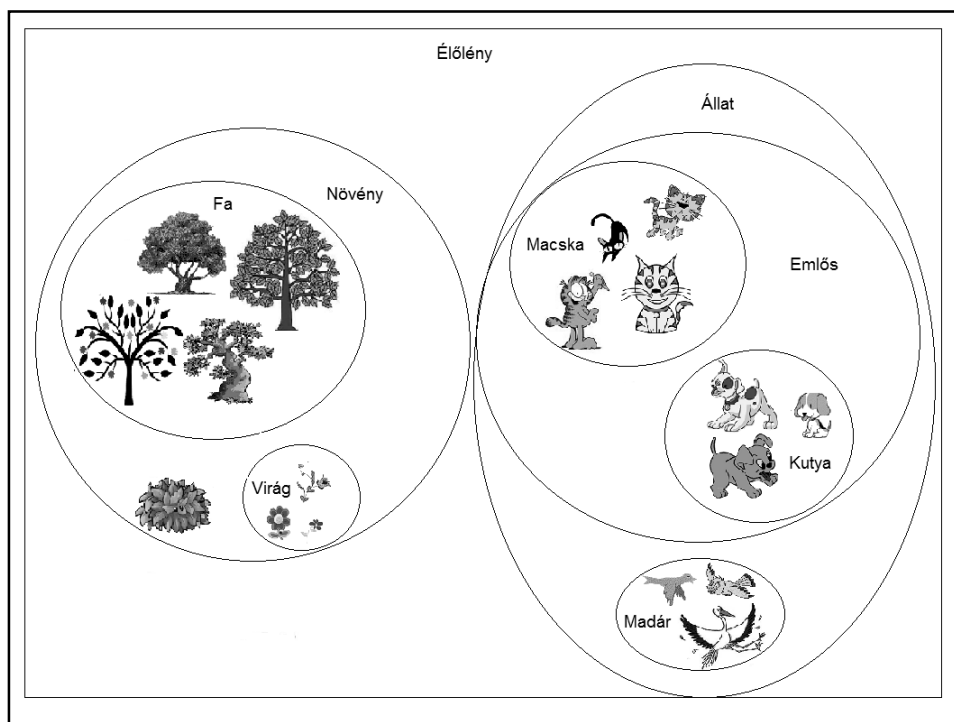 Élőlény
Állat
Növény
Fa
Macska
Emlős
Kutya
Virág
Madár